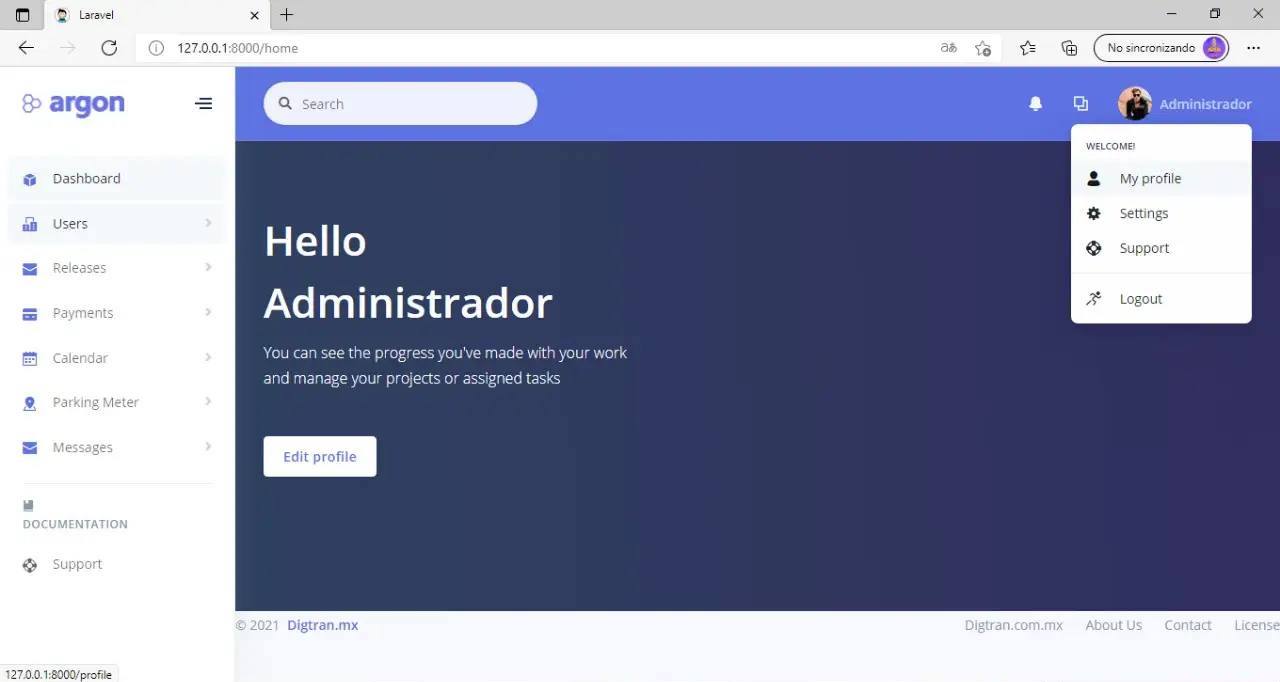 Laravel
127.0.0.1:8000/home
No sincronizando
argon
Search
Administrador
WELCOME!
My profile
Settings
Support
Logout
Dashboard
Users
Releases
Payments
Calendar
Parking Meter
Messages
DOCUMENTATION
Support
Hello
Administrador
You can see the progress you've made with your work
and manage your projects or assigned tasks
Edit profile
© 2021 Digtran.mx
Digtran.com.mx About Us Contact License
127.0.0.1:8000/profile